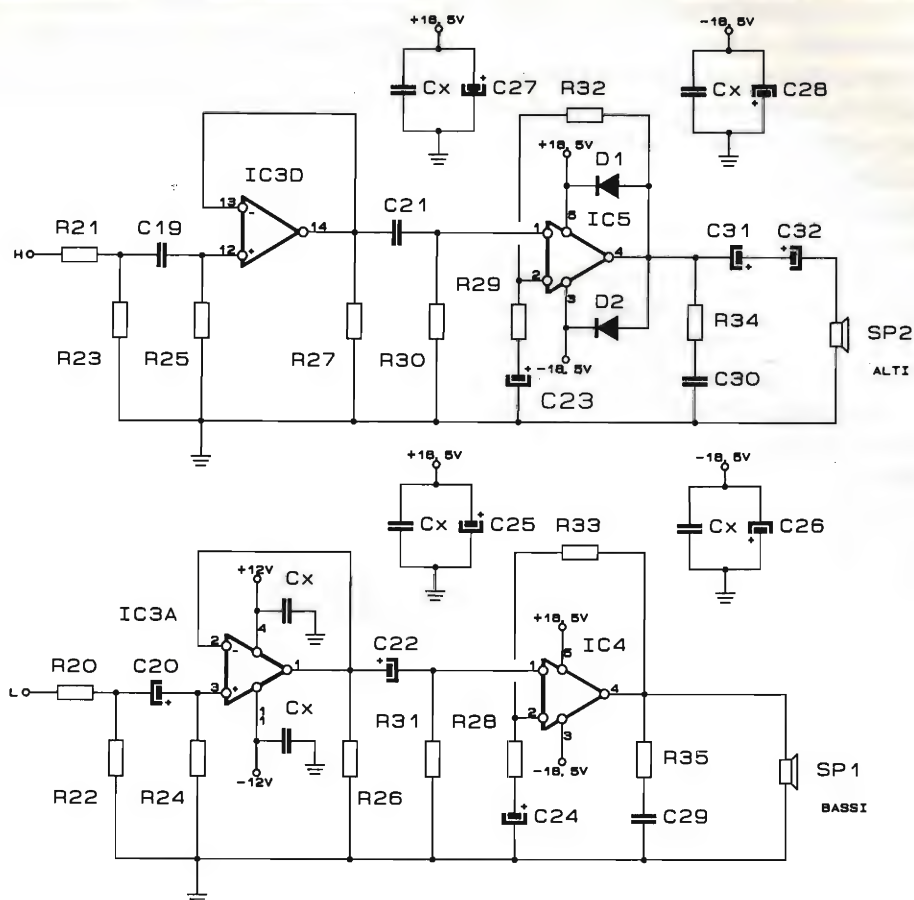 +18, 5V
-18, 5V
Cx
C27
R32
Cx
C28
+18, 5V
D1
IC3D
IC5
13
-
R21
C19
14
C21
1
5
4
C31
C32
H
12
+
2
3
R29
D2
R34
SP2
R23
R25
R27
R30
-18, 5V
C30
ALTI
C23
+18, 5V
-18, 5V
Cx
C25
R33
Cx
C26
+12V
Cx
+18, 5V
IC3A
4
IC4
2
-
1
C22
1
5
4
R20
C20
L
3
+
11
Cx
2
3
R31
R28
-18, 5V
R35
SP1
R22
R24
-12V
R26
C24
C29
BASSI